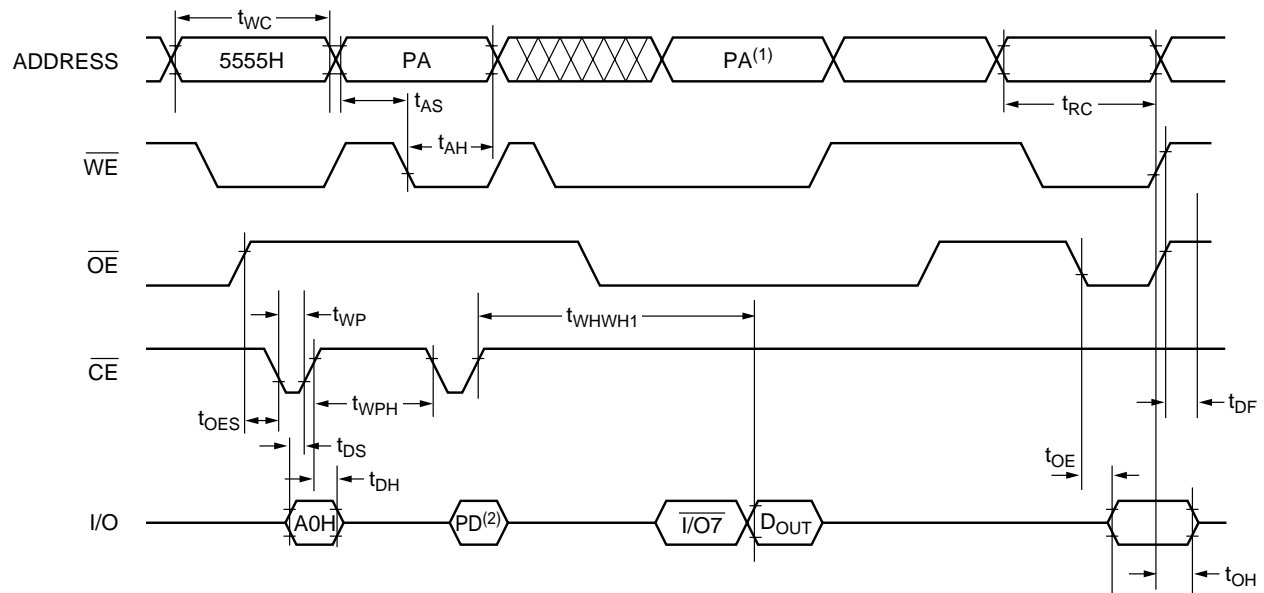 tWC
ADDRESS 5555H PA PA(1)
tAS tRC
tAH
WE
OE
tWP tWHWH1
CE
tOES tWPH tDF
tDS tOE
tDH
I/O A0H PD(2) I/O7 DOUT
tOH